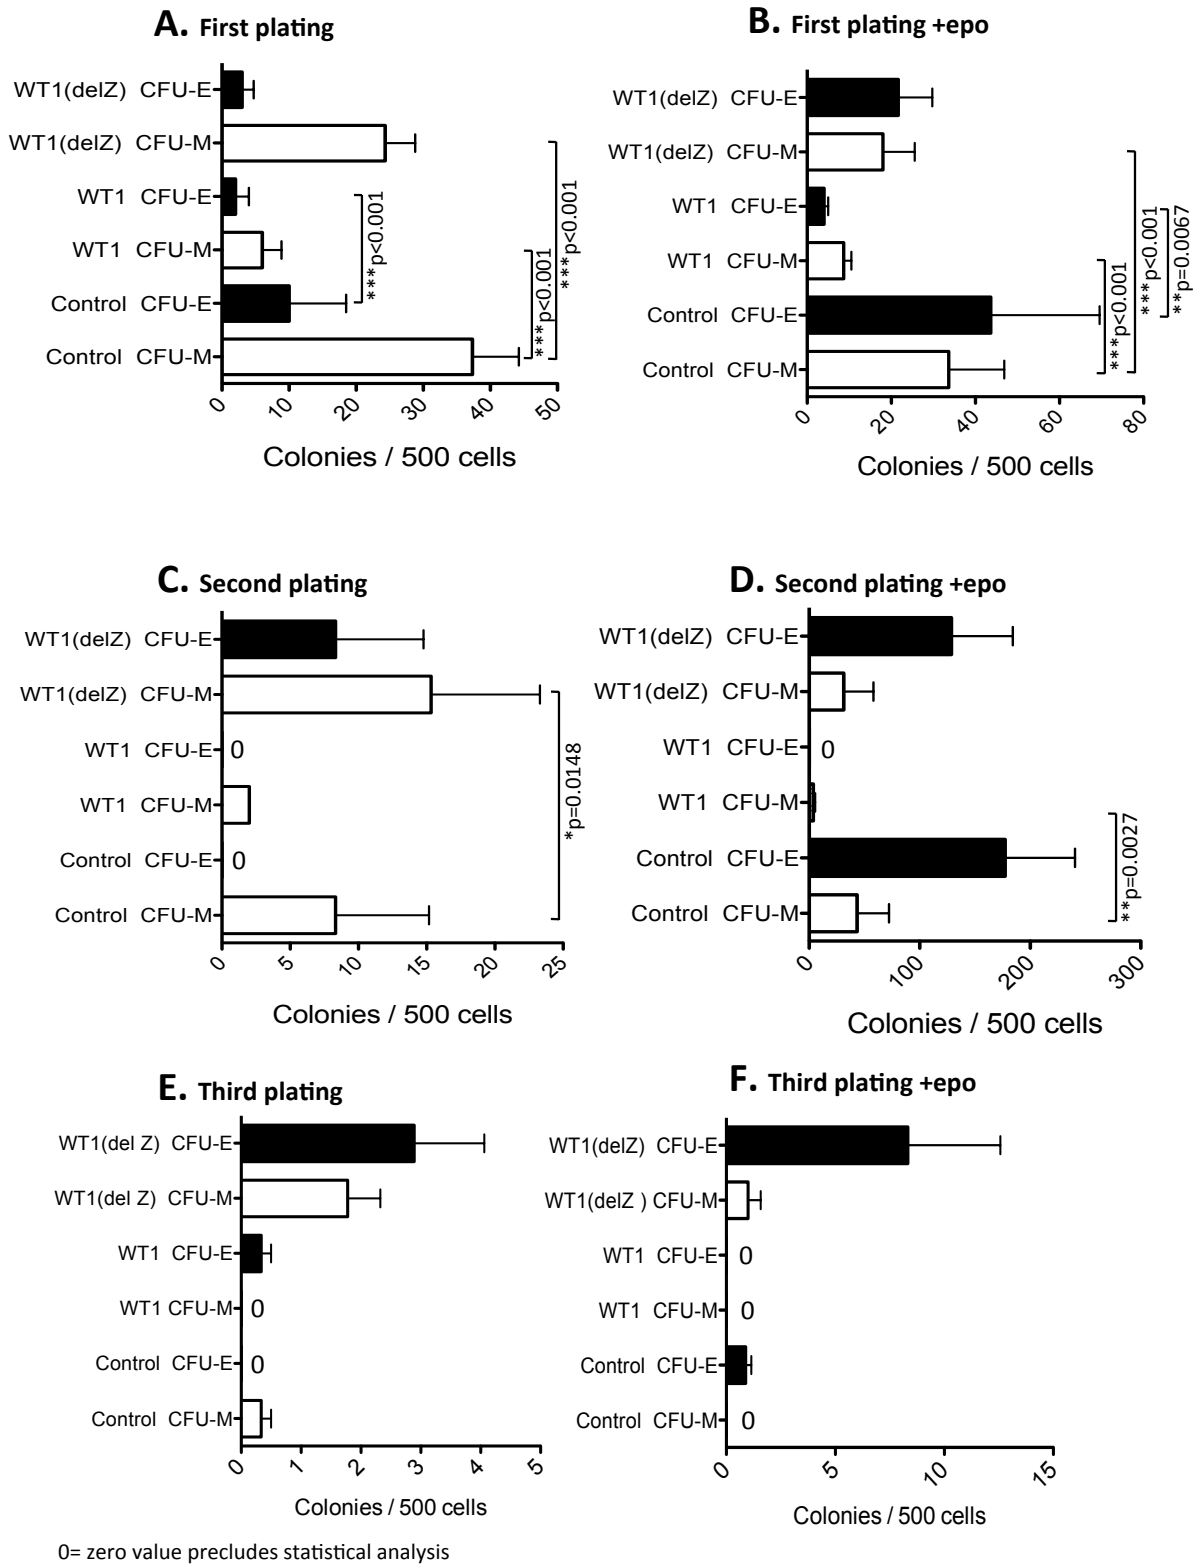 A. First plating
WT1(delZ) CFU-E
WT1(delZ) CFU-M
WT1 CFU-E
WT1 CFU-M
Control CFU-E
Control CFU-M
***p<0.001
***p<0.001
***p<0.001
0 10 20 30 40 50
Colonies / 500 cells
B. First plating +epo
WT1(delZ) CFU-E
WT1(delZ) CFU-M
WT1 CFU-E
WT1 CFU-M
Control CFU-E
Control CFU-M
***p<0.001
***p<0.001
**p=0.0067
0 20 40 60 80
Colonies / 500 cells
C. Second plating
WT1(delZ) CFU-E
WT1(delZ) CFU-M
WT1 CFU-E 0
WT1 CFU-M
Control CFU-E 0
Control CFU-M
*p=0.0148
0 5 10 15 20 25
Colonies / 500 cells
D. Second plating +epo
WT1(delZ) CFU-E
WT1(delZ) CFU-M
WT1 CFU-E 0
WT1 CFU-M
Control CFU-E
Control CFU-M
**p=0.0027
0 100 200 300
Colonies / 500 cells
E. Third plating
WT1(del Z) CFU-E
WT1(del Z) CFU-M
WT1 CFU-E
WT1 CFU-M 0
Control CFU-E 0
Control CFU-M
0 1 2 3 4 5
Colonies / 500 cells
F. Third plating +epo
WT1(delZ) CFU-E
WT1(delZ ) CFU-M
WT1 CFU-E 0
WT1 CFU-M 0
Control CFU-E
Control CFU-M 0
0 5 10 15
Colonies / 500 cells
0= zero value precludes statistical analysis